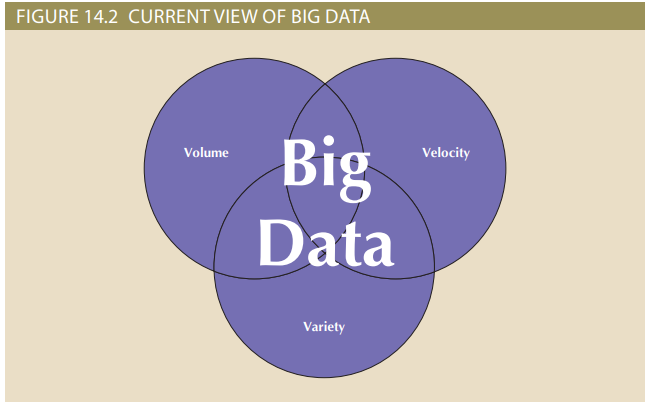 FIGURE 14.2 CURRENT VIEW OF BIG DATA
Volume
Big
Velocity
Data
Variety